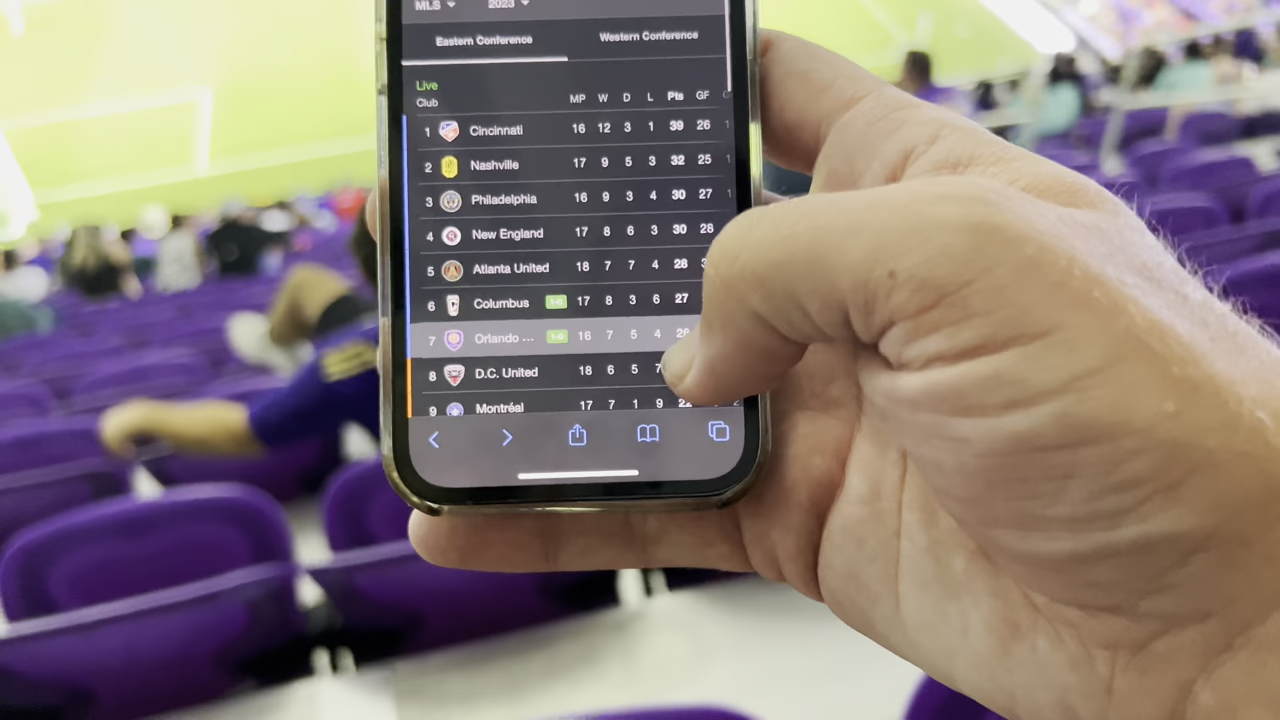 MLS 2023
Eastern Conference Western Conference
Live
Club MP W D L Pts GF
1 Cincinnati 16 12 3 1 39 26
2 Nashville 17 9 5 3 32 25
3 Philadelphia 16 9 3 4 30 27
4 New England 17 8 6 3 30 28
5 Atlanta United 18 7 7 4 28
6 Columbus 1-0 17 8 3 6 27
7 Orlando ... 1-0 16 7 5 4
8 D.C. United 18 6 5 7
9 Montréal 17 7 1 9